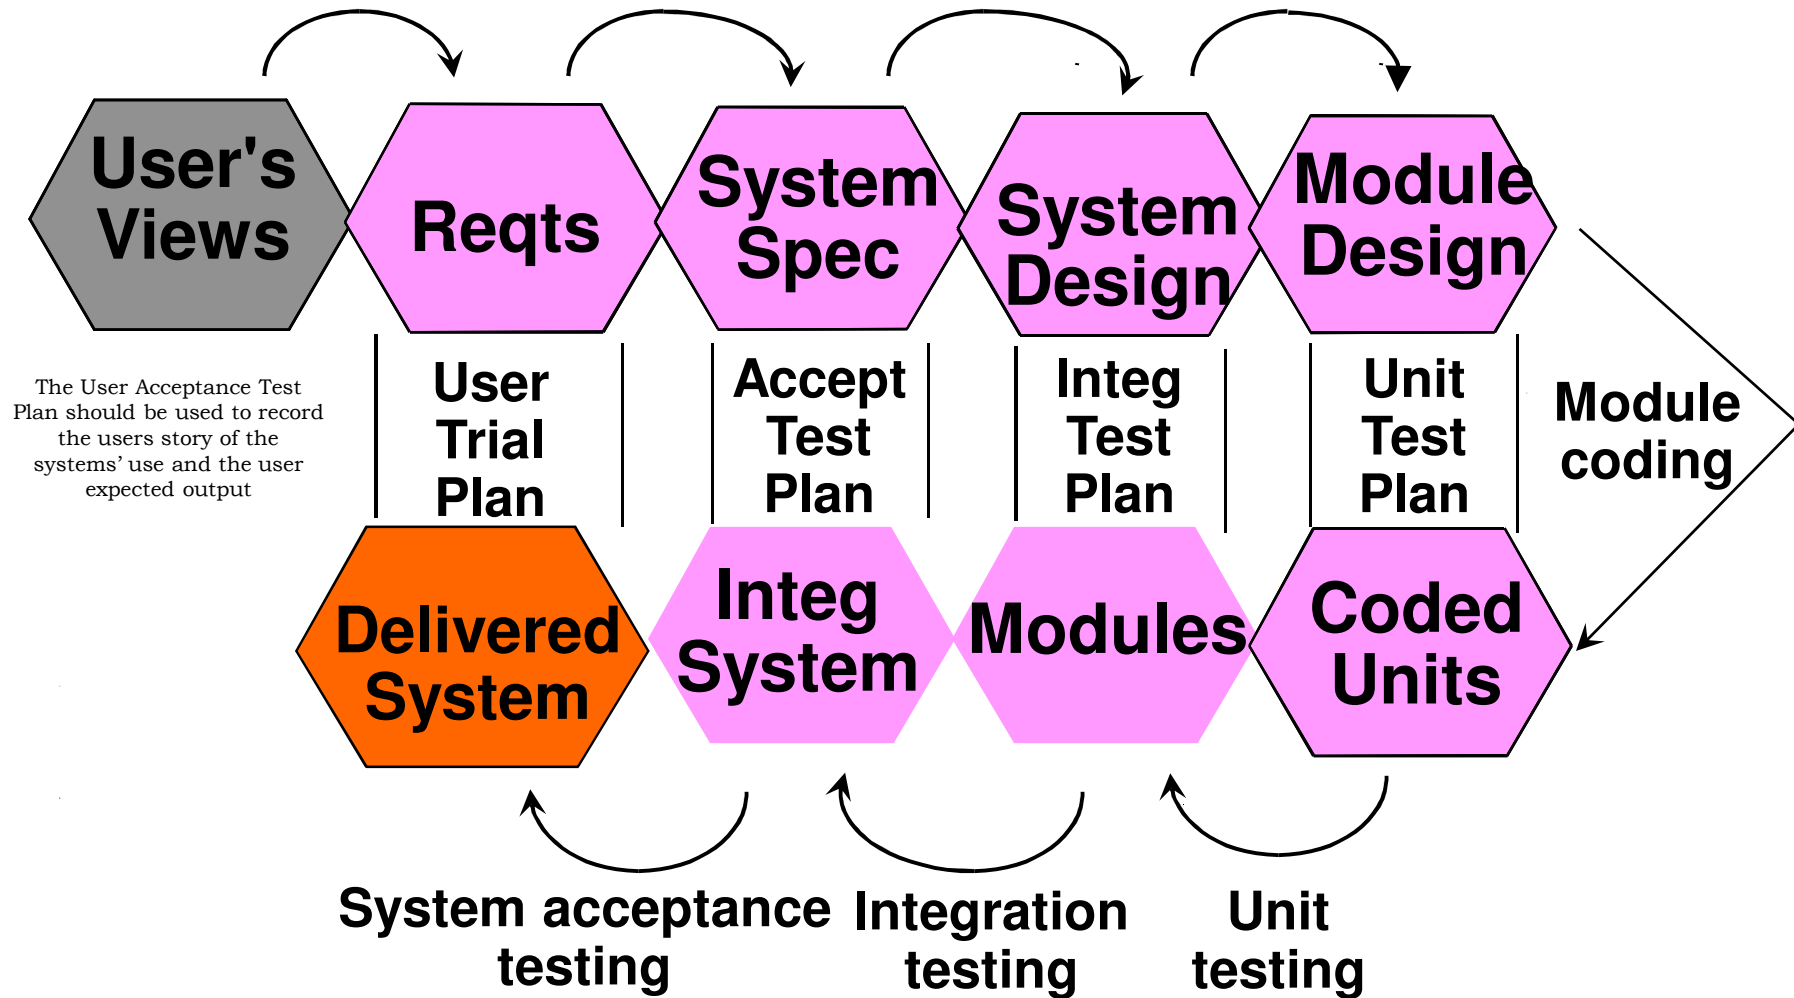 User's
Views
Reqts
System
Spec
System
Design
Module
Design
The User Acceptance Test
Plan should be used to record
the users story of the
systems’ use and the user
expected output
User
Trial
Plan
Accept
Test
Plan
Integ
Test
Plan
Unit
Test
Plan
Module
coding
Delivered
System
Integ
System
Modules
Coded
Units
System acceptance
testing
Integration
testing
Unit
testing